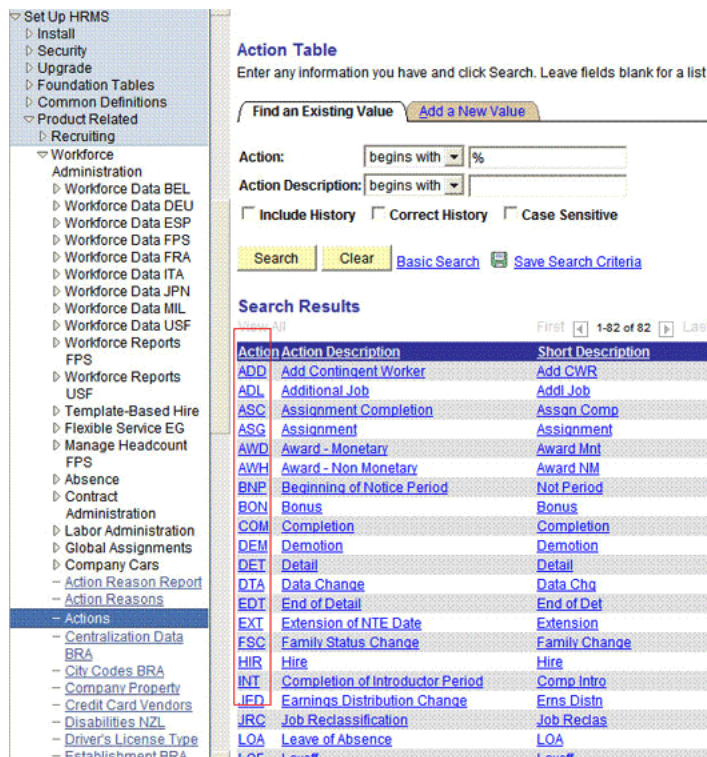 Set Up HRMS
Install
Security
Upgrade
Foundation Tables
Common Definitions
Product Related
Recruiting
Workforce
Administration
Workforce Data BEL
Workforce Data DEU
Workforce Data ESP
Workforce Data FPS
Workforce Data FRA
Workforce Data ITA
Workforce Data JPN
Workforce Data MIL
Workforce Data USF
Workforce Reports
FPS
Workforce Reports
USF
Template-Based Hire
Flexible Service EG
Manage Headcount
FPS
Absence
Contract
Administration
Labor Administration
Global Assignments
Company Cars
– Action Reason Report
– Action Reasons
– Actions
– Centralization Data
BRA
– City Codes BRA
– Company Property
– Credit Card Vendors
– Disabilities NZL
– Driver's License Type
– Establishment BRA
Action Table
Enter any information you have and click Search. Leave fields blank for a list
Find an Existing Value Add a New Value
Action: begins with %
Action Description: begins with
Include History Correct History Case Sensitive
Search Clear Basic Search Save Search Criteria
Search Results
View All First 1-82 of 82 Las
Action Action Description Short Description
ADD Add Contingent Worker Add CWR
ADL Additional Job Addl Job
ASC Assignment Completion Assgn Comp
ASG Assignment Assignment
AWD Award - Monetary Award Mnt
AWH Award - Non Monetary Award NM
BNP Beginning of Notice Period Not Period
BON Bonus Bonus
COM Completion Completion
DEM Demotion Demotion
DET Detail Detail
DTA Data Change Data Chg
EDT End of Detail End of Det
EXT Extension of NTE Date Extension
FSC Family Status Change Family Change
HIR Hire Hire
INT Completion of Introductor Period Comp Intro
JED Earnings Distribution Change Erns Distn
JRC Job Reclassification Job Reclas
LOA Leave of Absence LOA
LOF Layoff Layoff